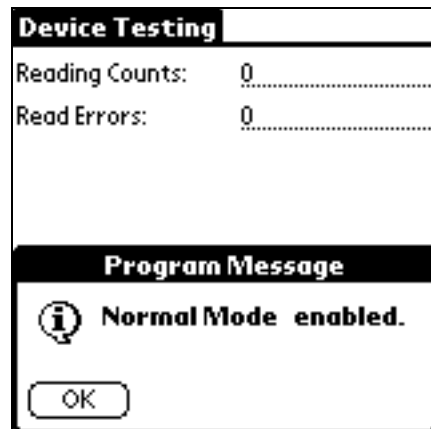 Device Testing
Reading Counts: 0
Read Errors: 0
Program Message
Normal Mode enabled.
OK